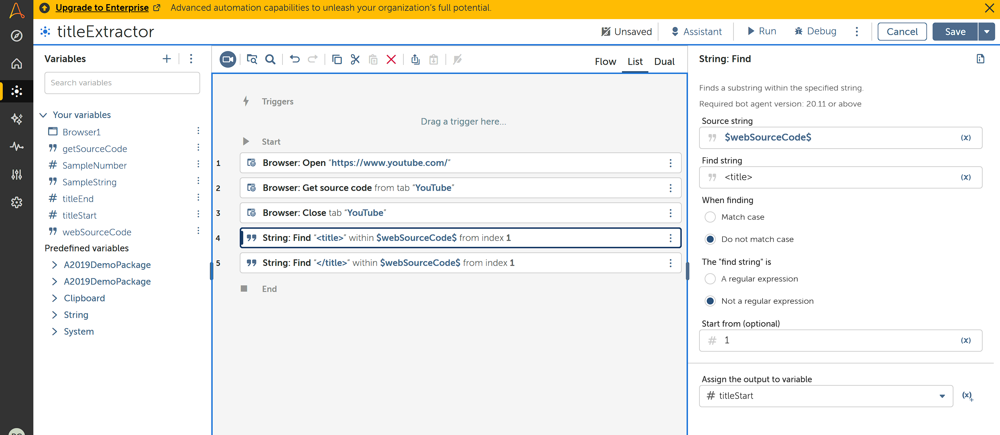 Upgrade to Enterprise Advanced automation capabilities to unleash your organization's full potential.
titleExtractor
Unsaved
Assistant
Run
Debug
Cancel
Save
Variables
Search variables
Your variables
Browser1
getSourceCode
SampleNumber
SampleString
titleEnd
titleStart
webSourceCode
Predefined variables
A2019DemoPackage
A2019DemoPackage
Clipboard
String
System
Flow
List
Dual
Triggers
Drag a trigger here...
Start
1 Browser: Open “https://www.youtube.com/”
2 Browser: Get source code from tab “YouTube”
3 Browser: Close tab “YouTube”
4 String: Find “<title>” within $webSourceCode$ from index 1
5 String: Find “</title>” within $webSourceCode$ from index 1
End
String: Find
Finds a substring within the specified string.
Required bot agent version: 20.11 or above
Source string
$webSourceCode$ (x)
Find string
<title> (x)
When finding
Match case
Do not match case
The "find string" is
A regular expression
Not a regular expression
Start from (optional)
# 1 (x)
Assign the output to variable
# titleStart (x)+